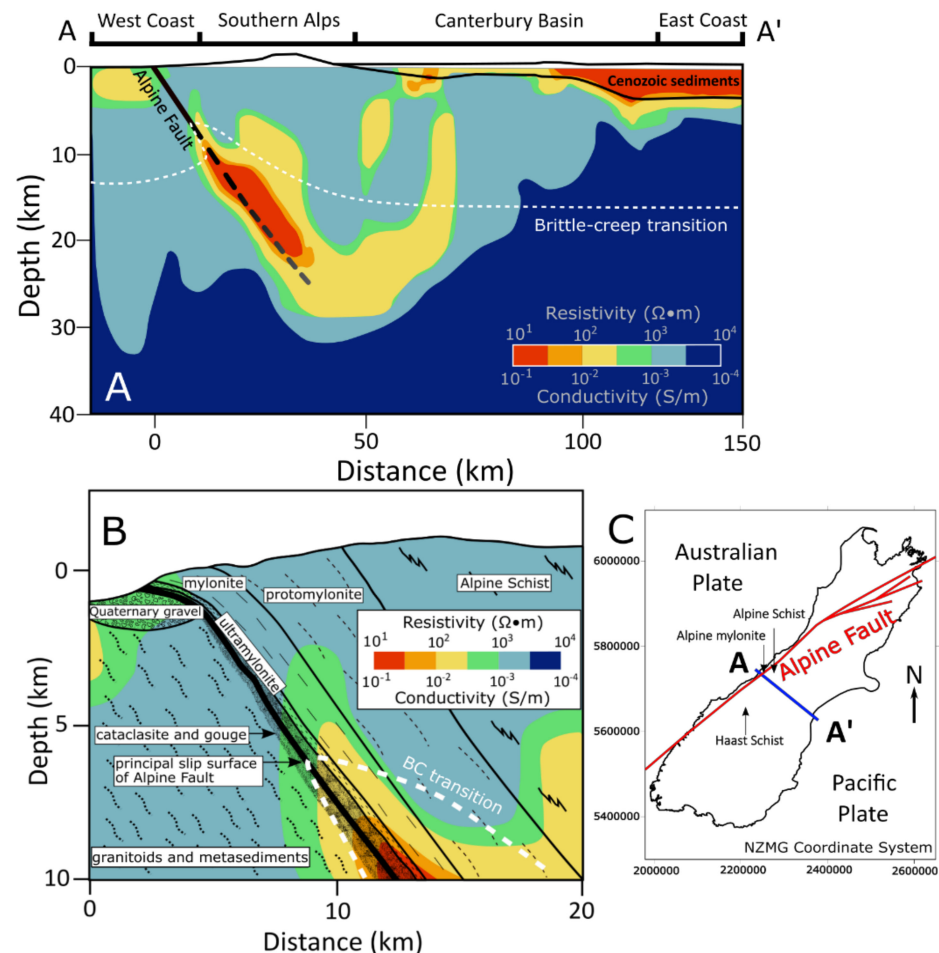 West Coast Southern Alps Canterbury Basin East Coast
A A'
0
Cenozoic sediments
Alpine Fault
10
Depth (km)
20
Brittle-creep transition
30
Resistivity (Ω•m)
10¹ 10² 10³ 10⁴
10⁻¹ 10⁻² 10⁻³ 10⁻⁴
Conductivity (S/m)
A
40
0 50 100 150
Distance (km)
B
0
mylonite
protomylonite
Alpine Schist
Quaternary gravel
ultramylonite
Resistivity (Ω•m)
10¹ 10² 10³ 10⁴
10⁻¹ 10⁻² 10⁻³ 10⁻⁴
Conductivity (S/m)
Depth (km)
5
cataclasite and gouge
principal slip surface
of Alpine Fault
BC transition
granitoids and metasediments
10
0 10 20
Distance (km)
C
6000000
Australian
Plate
Alpine Schist
Alpine mylonite
5800000
Alpine Fault
A
N
A'
5600000
Haast Schist
Pacific
Plate
5400000
NZMG Coordinate System
2000000 2200000 2400000 2600000